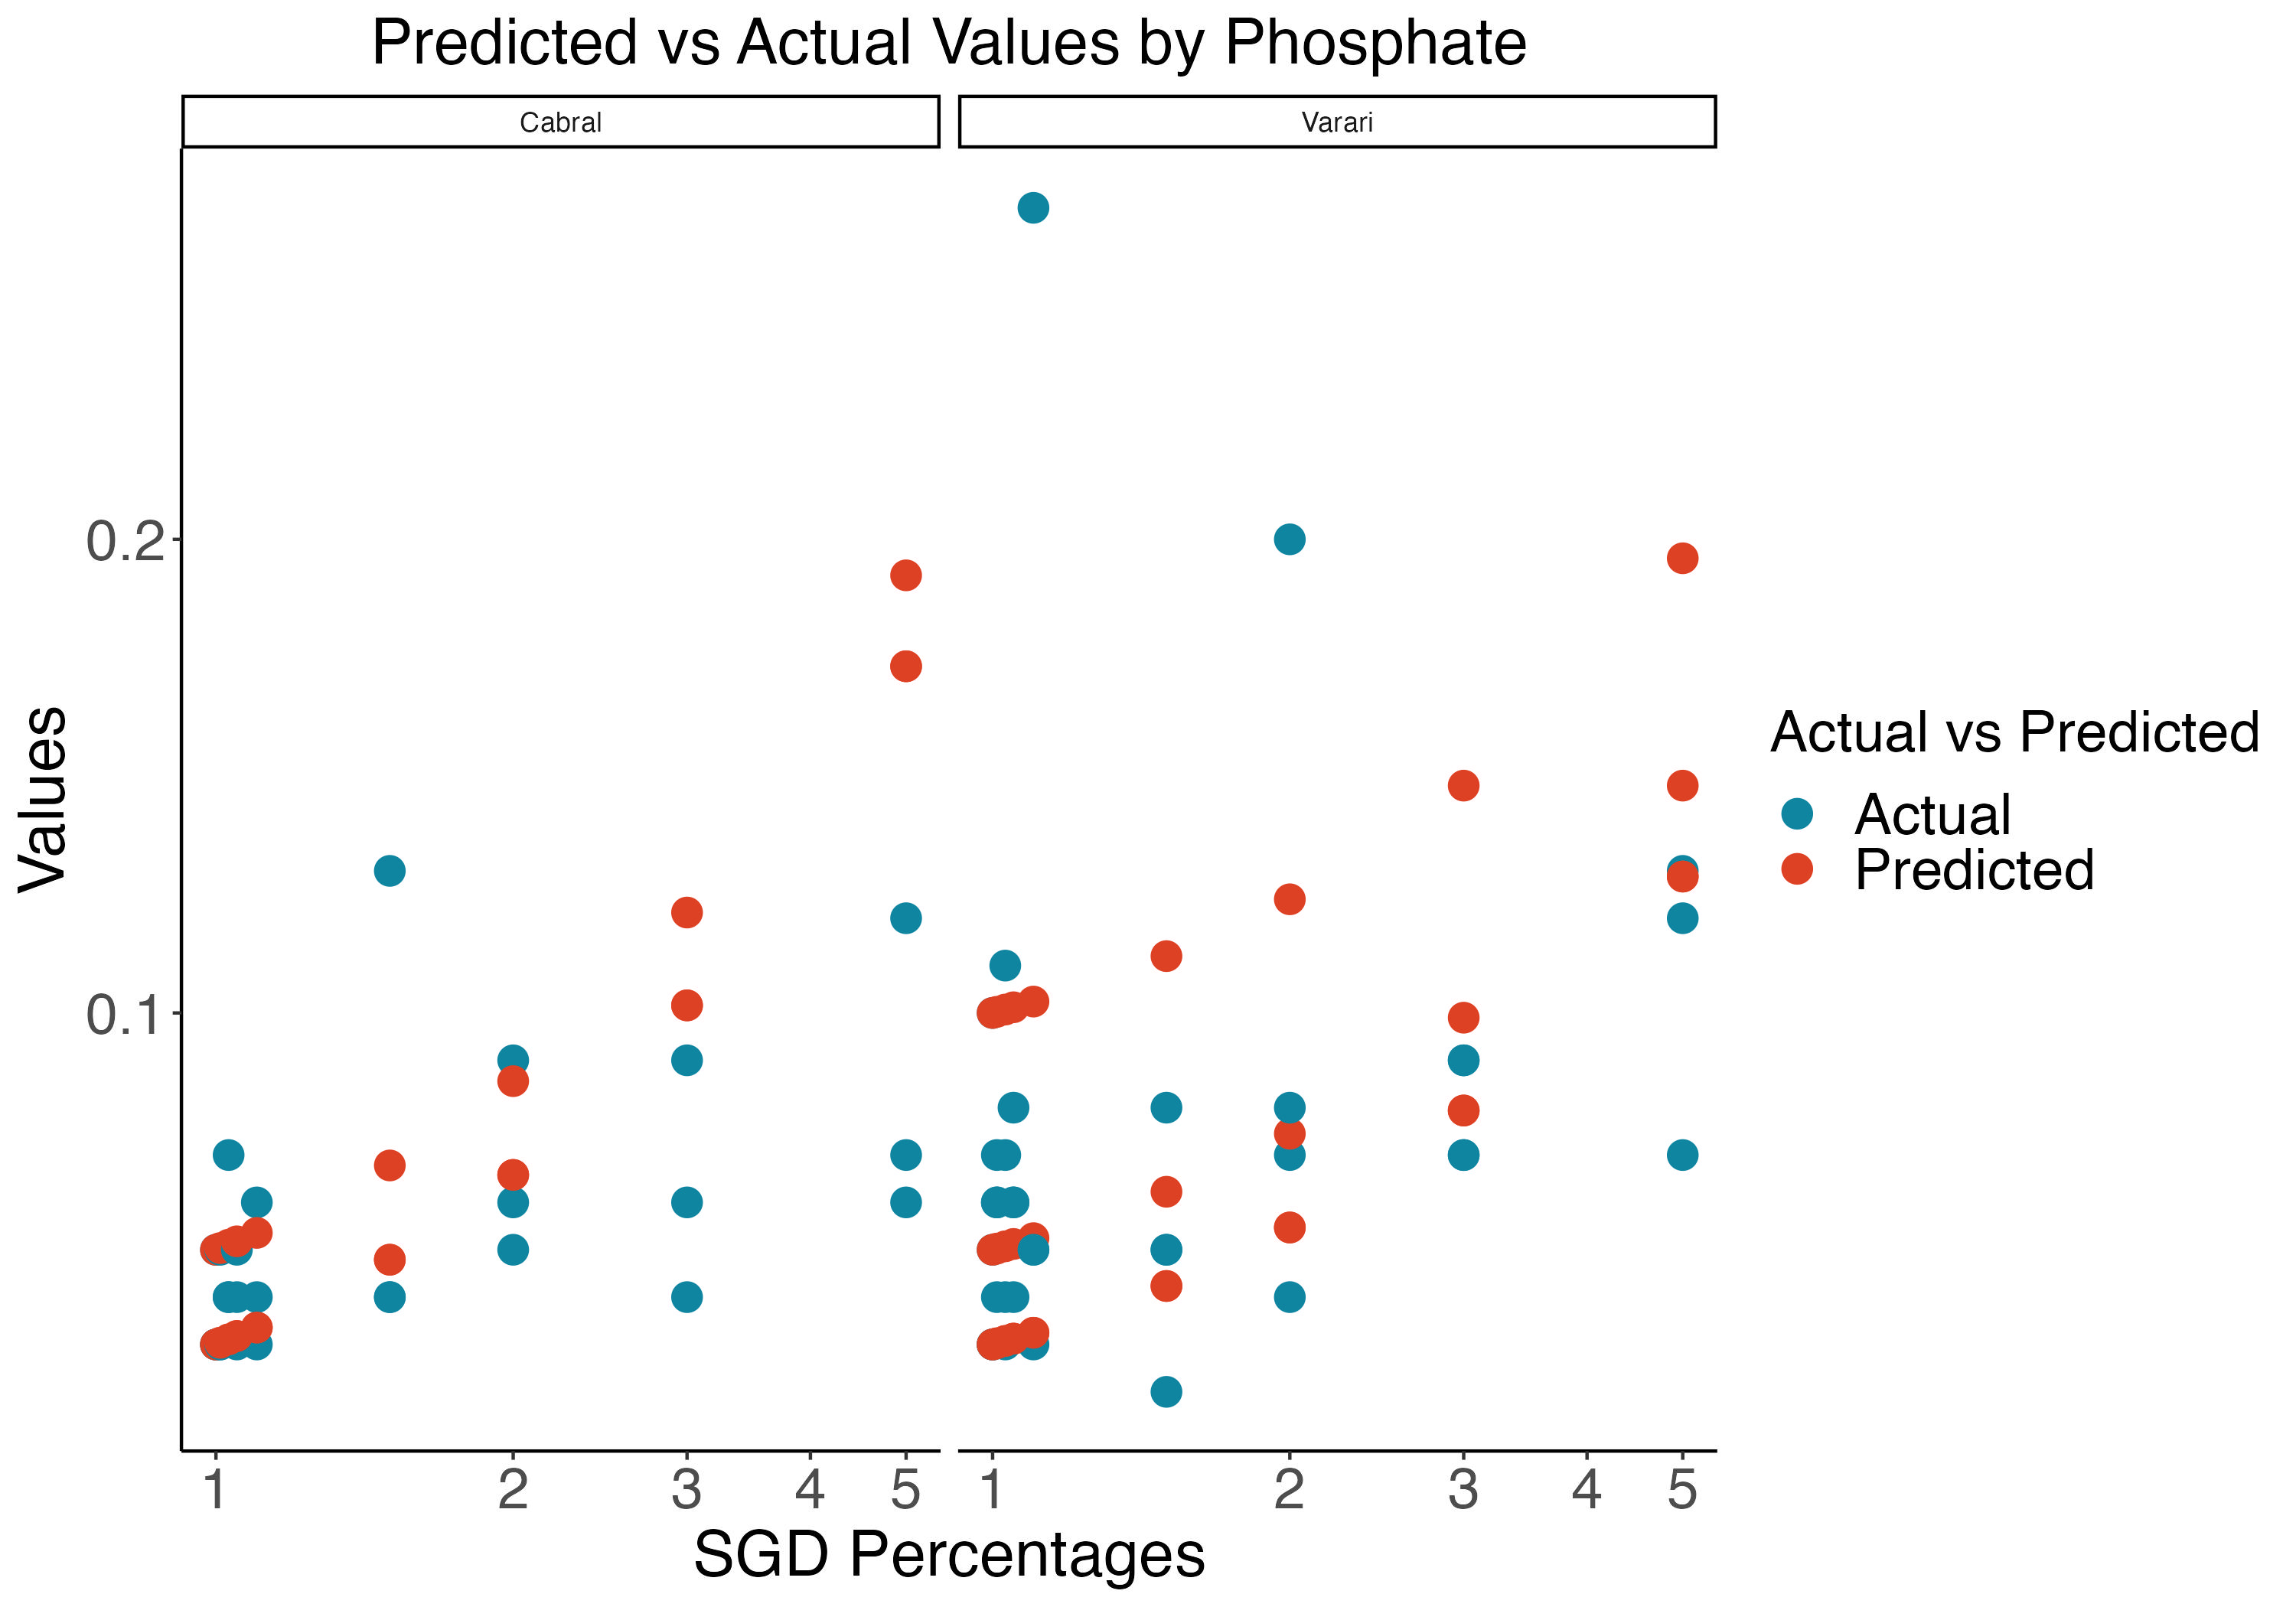 Predicted vs Actual Values by Phosphate
Cabral
Varari
Values
0.2
0.1
1 2 3 4 5
1 2 3 4 5
SGD Percentages
Actual vs Predicted
Actual
Predicted